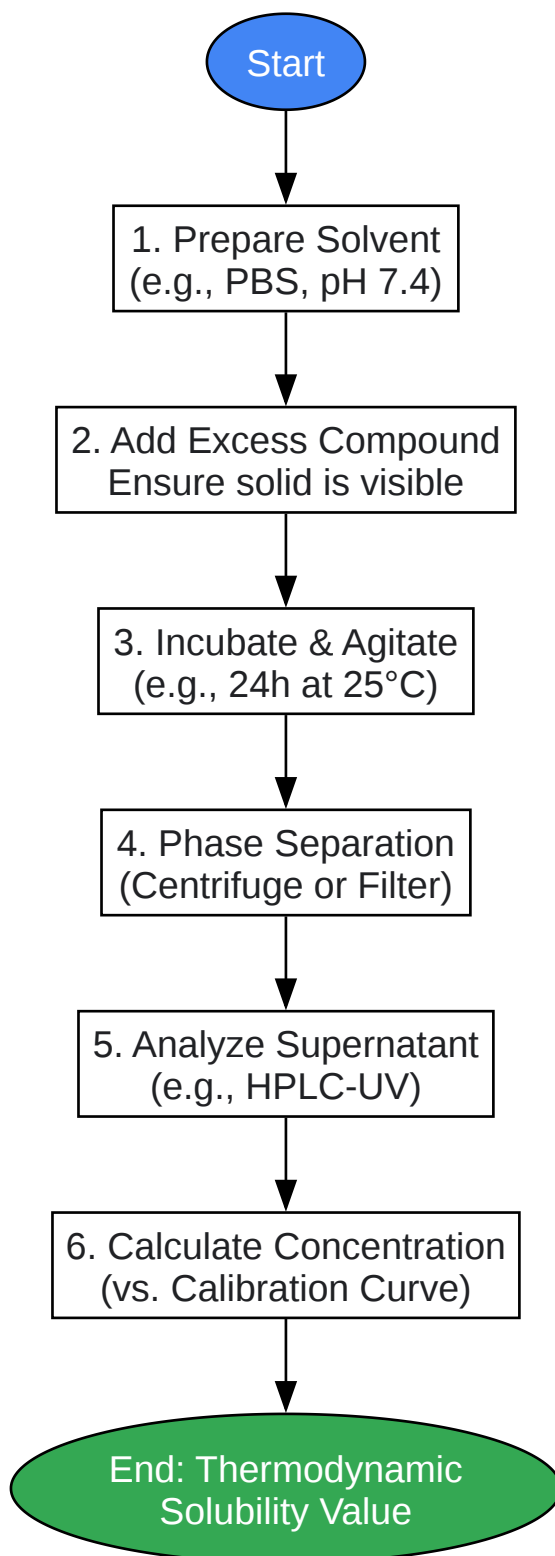 Start
1. Prepare Solvent
(e.g., PBS, pH 7.4)
2. Add Excess Compound
Ensure solid is visible
3. Incubate & Agitate
(e.g., 24h at 25°C)
4. Phase Separation
(Centrifuge or Filter)
5. Analyze Supernatant
(e.g., HPLC-UV)
6. Calculate Concentration
(vs. Calibration Curve)
End: Thermodynamic
Solubility Value